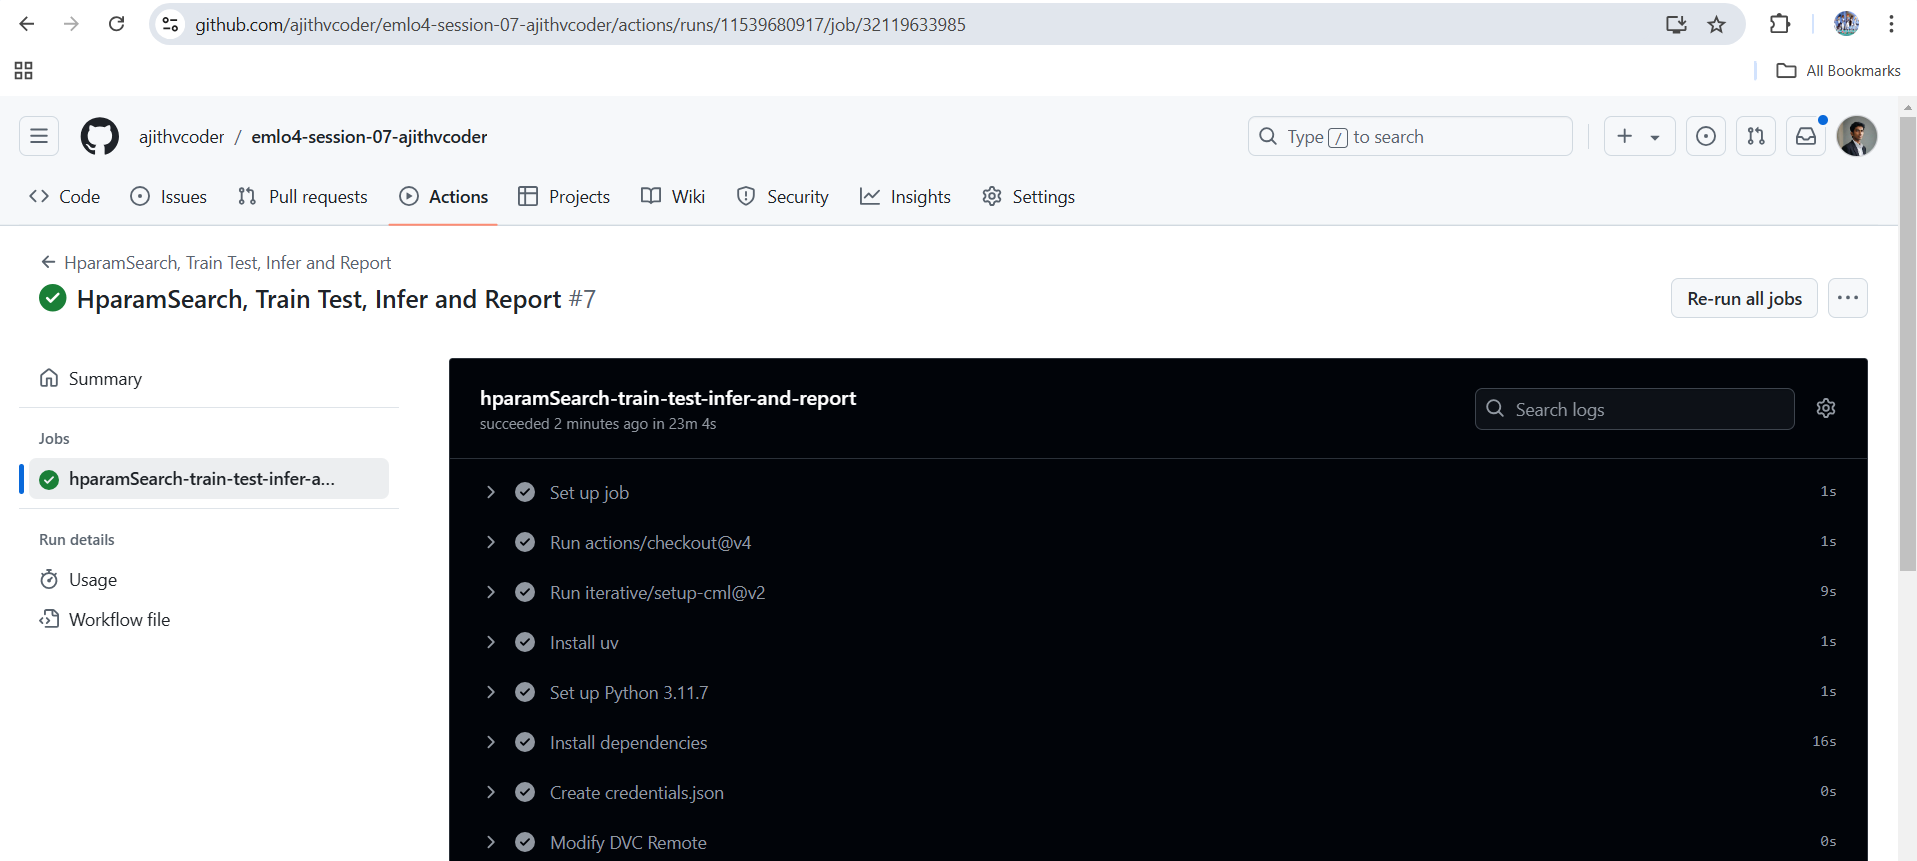 github.com/ajithvcoder/emlo4-session-07-ajithvcoder/actions/runs/11539680917/job/32119633985
All Bookmarks
ajithvcoder / emlo4-session-07-ajithvcoder
Type / to search
Code Issues Pull requests Actions Projects Wiki Security Insights Settings
HparamSearch, Train Test, Infer and Report
HparamSearch, Train Test, Infer and Report #7
Re-run all jobs
Summary
Jobs
hparamSearch-train-test-infer-a...
Run details
Usage
Workflow file
hparamSearch-train-test-infer-and-report
succeeded 2 minutes ago in 23m 4s
Search logs
Set up job 1s
Run actions/checkout@v4 1s
Run iterative/setup-cml@v2 9s
Install uv 1s
Set up Python 3.11.7 1s
Install dependencies 16s
Create credentials.json 0s
Modify DVC Remote 0s